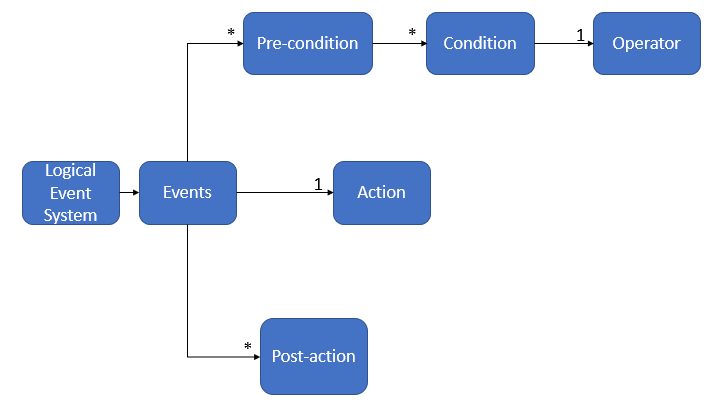 * Pre-condition * Condition 1 Operator
Logical
Event
System
Events 1 Action
* Post-action